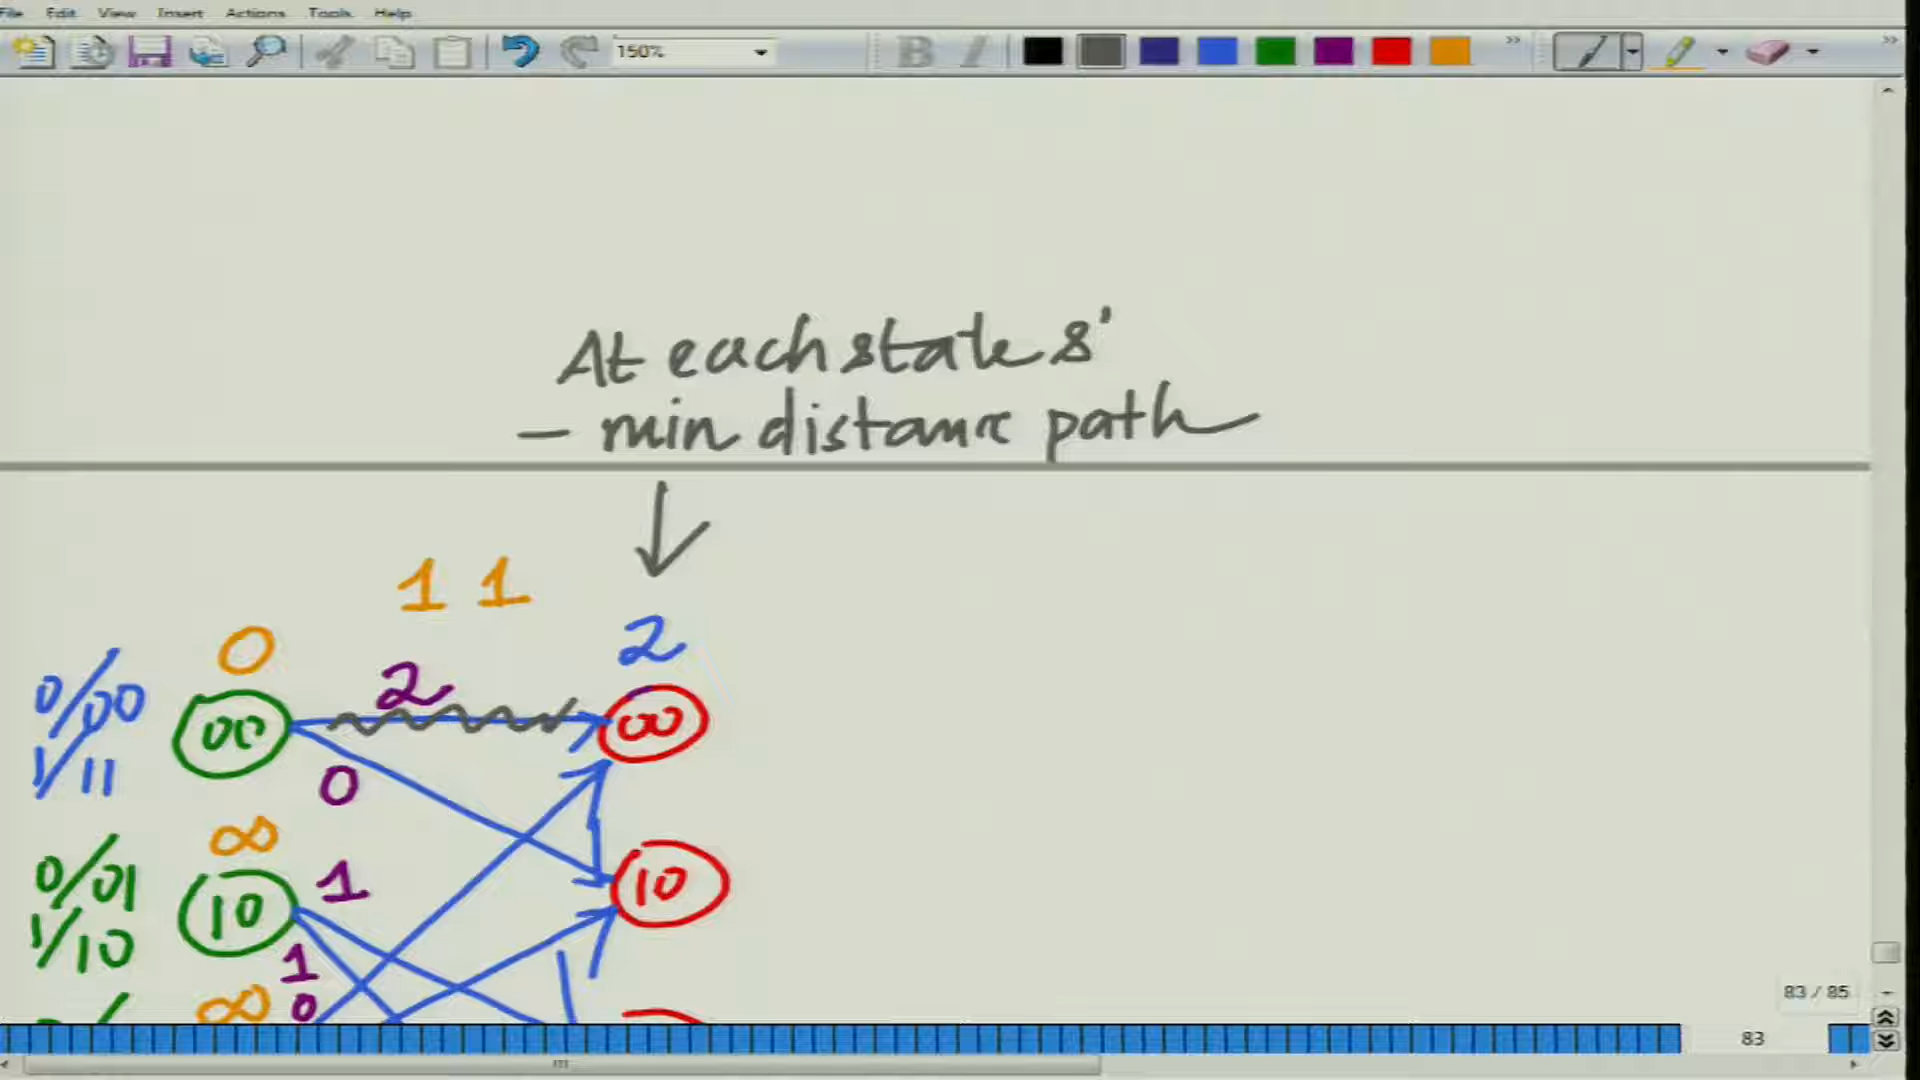 File Edit View Insert Actions Tools Help
150% B I
At each state s'
- min distance path
1 1
0 2
0/00 00 2 00
1/11 0
∞
0/01 10 1 10
1/10 1
∞ 0
83 / 85
83